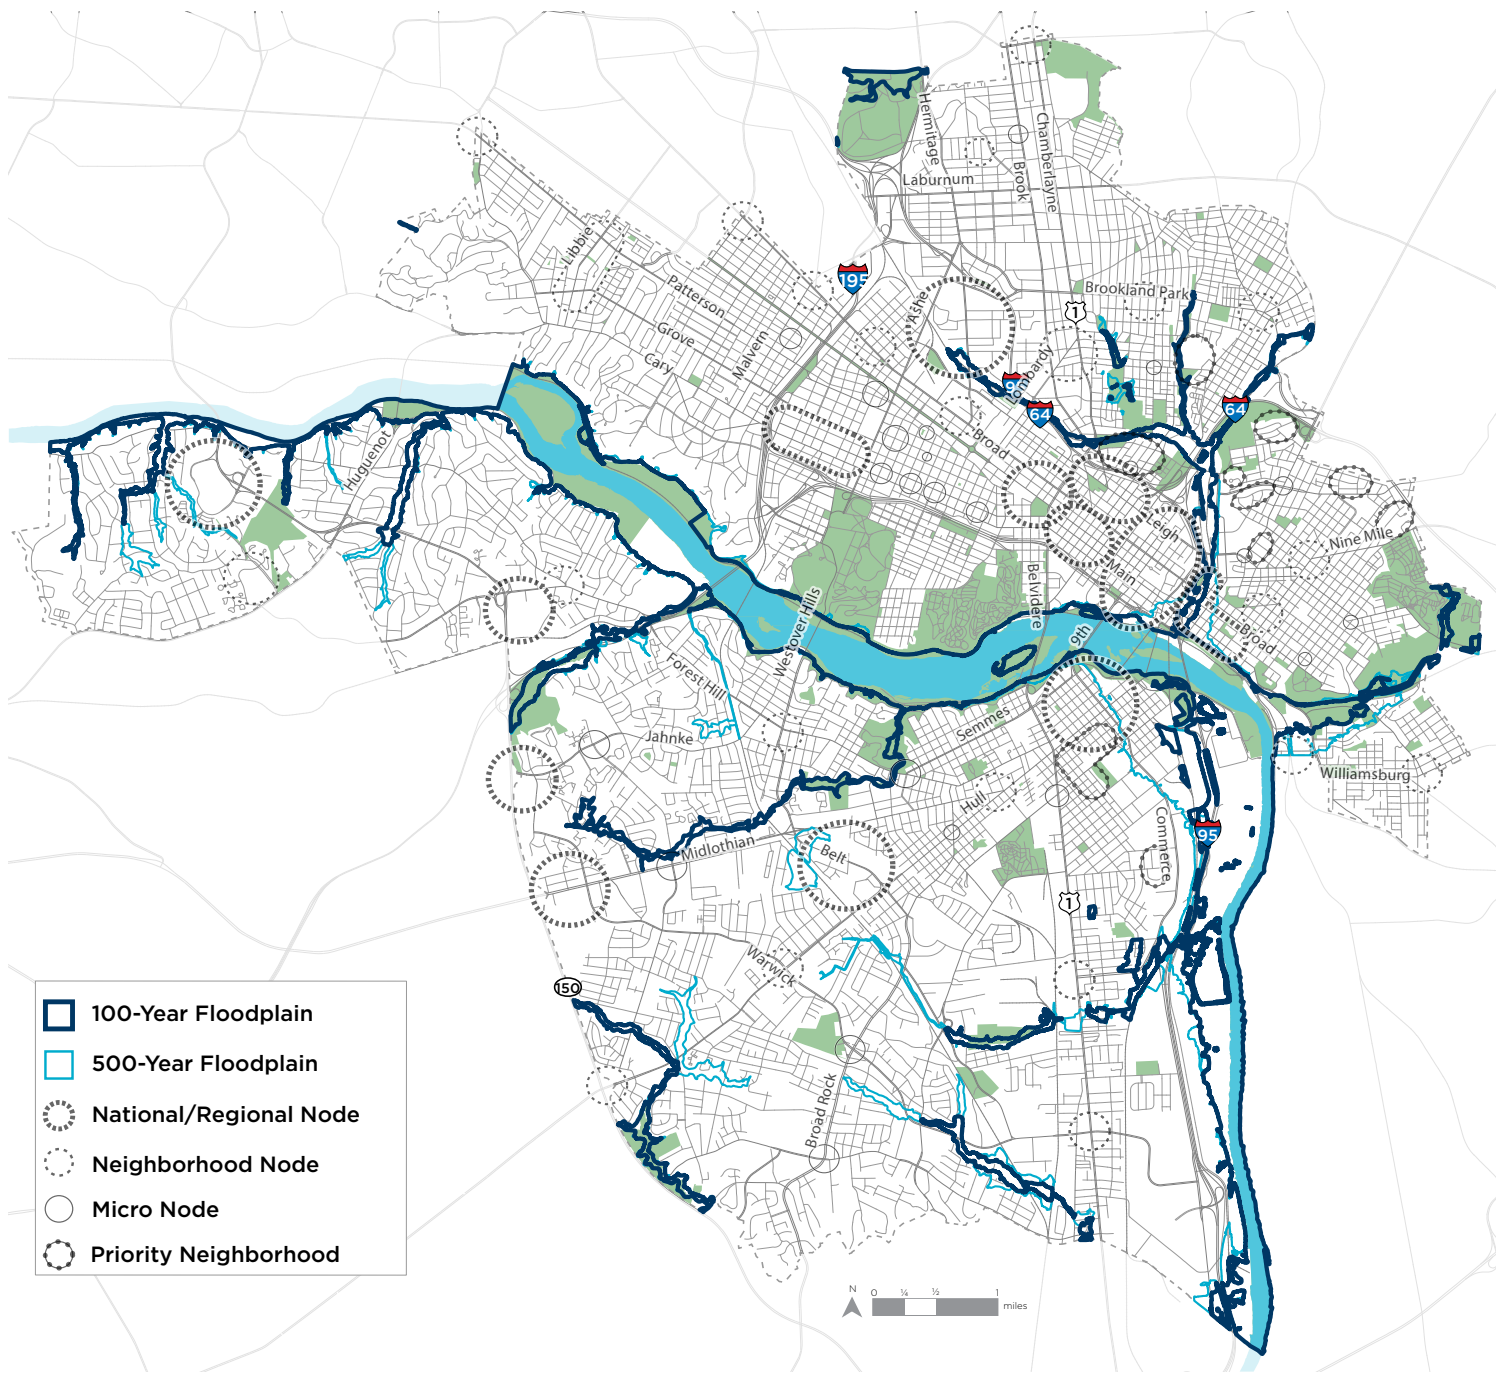 Hermitage
Chamberlayne
Brook
Laburnum
Libbie
195
Patterson
Ashe
Brookland Park
1
Grove
Malvern
Cary
Lombardy
64
64
Huguenot
Broad
Leigh
Nine Mile
Main
Belvidere
Westover Hills
9th
Broad
Forest Hill
Semmes
Jahnke
Williamsburg
Hull
Commerce
95
Midlothian
Belt
1
Warwick
150
Broad Rock
100-Year Floodplain
500-Year Floodplain
National/Regional Node
Neighborhood Node
Micro Node
Priority Neighborhood
N
0 ¼ ½ 1
miles